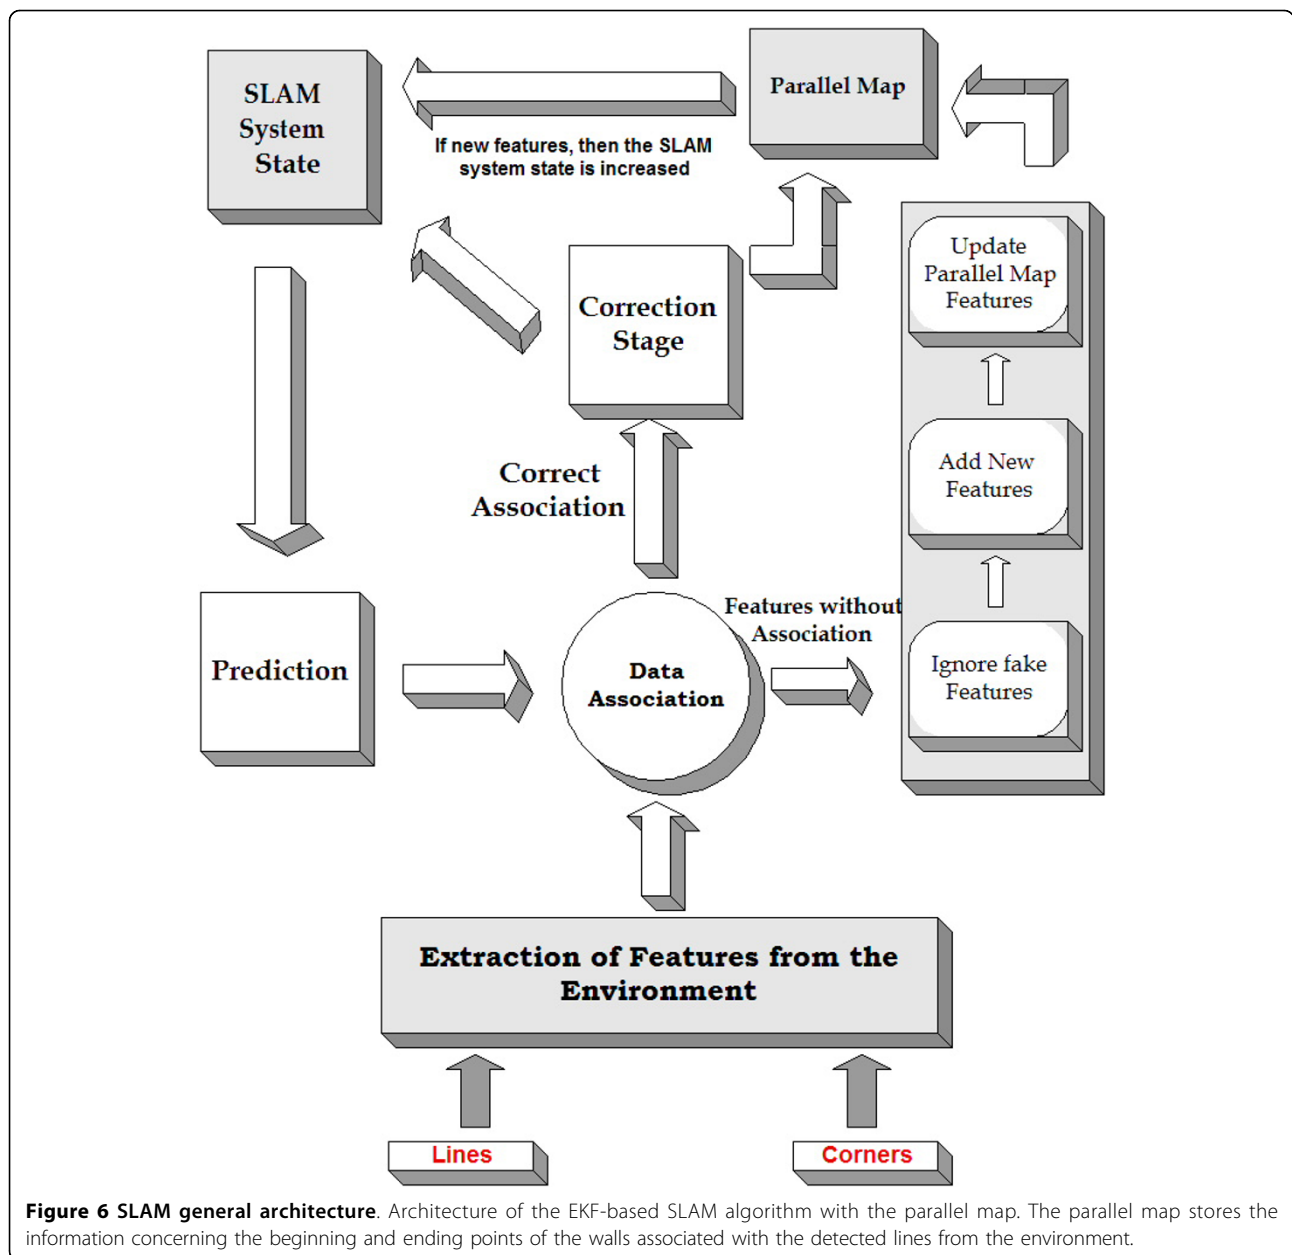 SLAM
System
State
Parallel Map
If new features, then the SLAM
system state is increased
Update
Parallel Map
Features
Correction
Stage
Add New
Features
Correct
Association
Features without
Association
Prediction
Data
Association
Ignore fake
Features
Extraction of Features from the
Environment
Lines
Corners
Figure 6 SLAM general architecture. Architecture of the EKF-based SLAM algorithm with the parallel map. The parallel map stores the
information concerning the beginning and ending points of the walls associated with the detected lines from the environment.